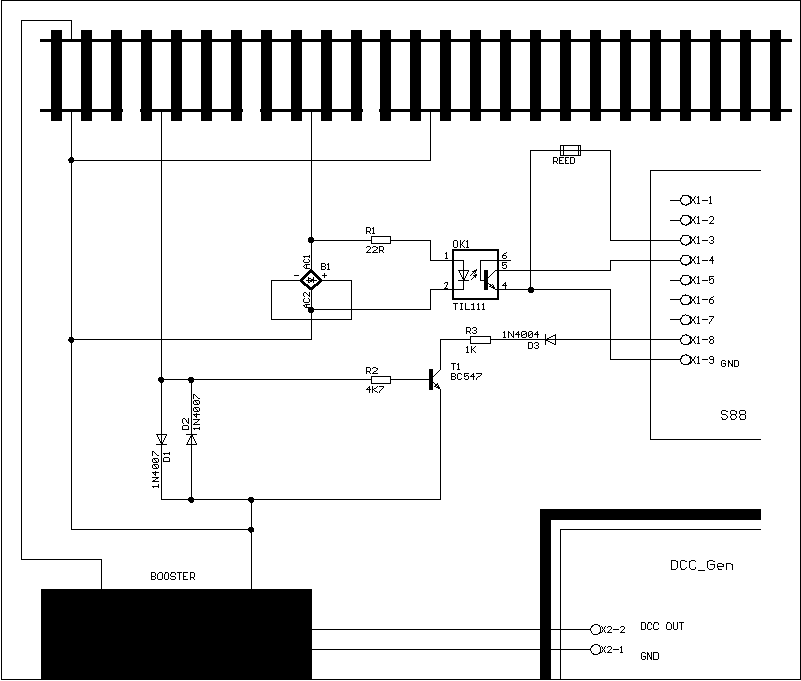 REED
X1-1
X1-2
X1-3
X1-4
X1-5
X1-6
X1-7
X1-8
X1-9 GND
S88
R1
22R
OK1
1
2
6
5
4
TIL111
AC1
B1
- +
AC2
R3
1K
1N4004
D3
T1
BC547
R2
4K7
D2
1N4007
1N4007
D1
BOOSTER
DCC_Gen
X2-2 DCC OUT
X2-1 GND